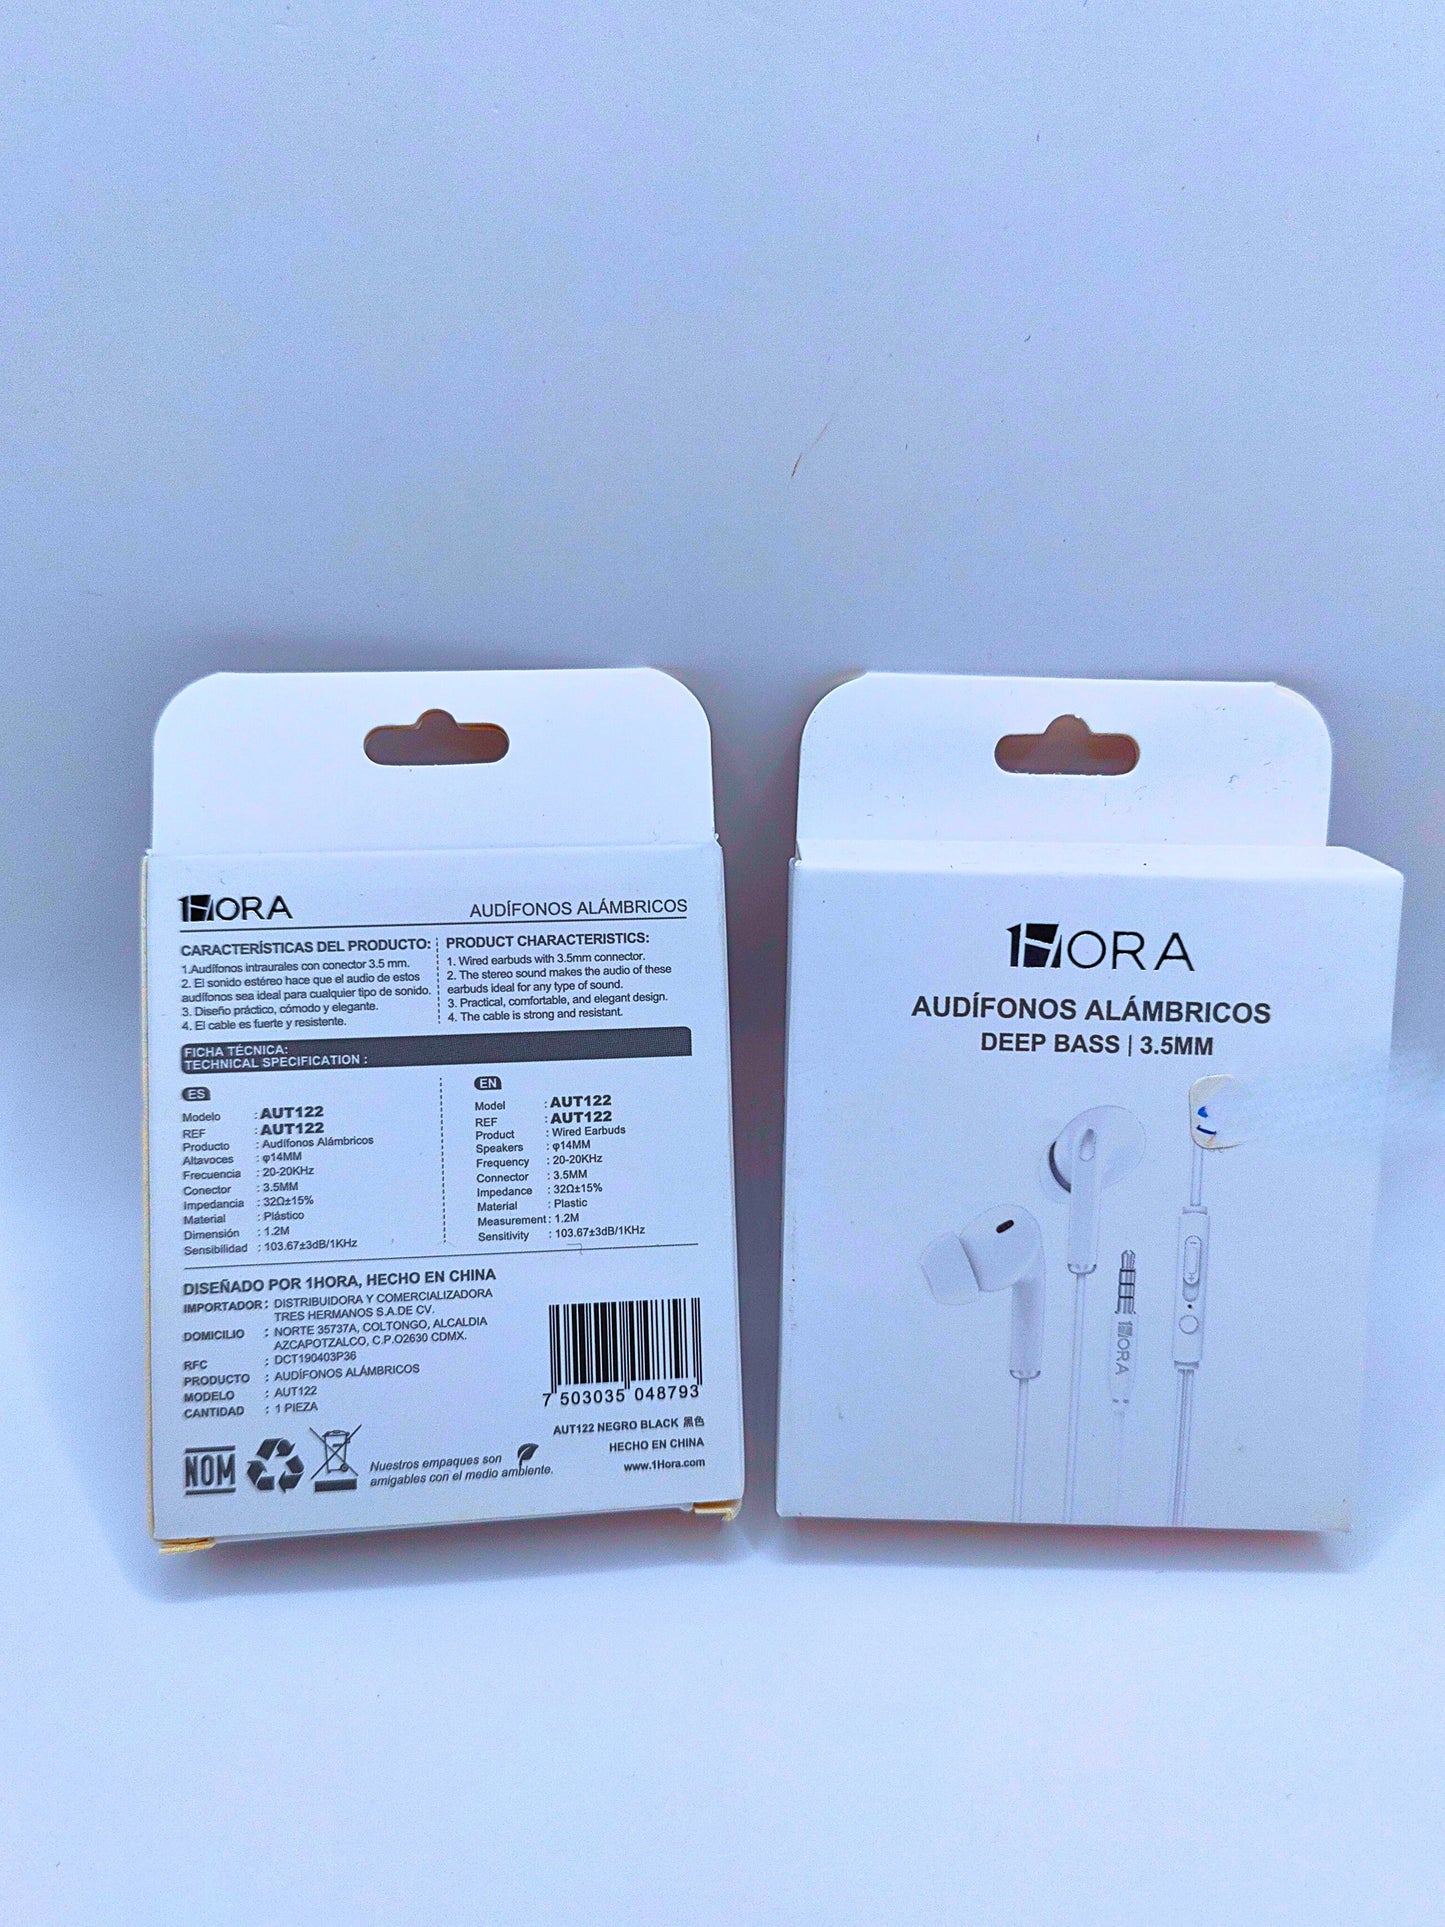 1HORA
AUDÍFONOS ALÁMBRICOS
CARACTERÍSTICAS DEL PRODUCTO:
1.Audífonos intraurales con conector 3.5 mm.
2. El sonido estéreo hace que el audio de estos
audífonos sea ideal para cualquier tipo de sonido.
3. Diseño práctico, cómodo y elegante.
4. El cable es fuerte y resistente.
PRODUCT CHARACTERISTICS:
1. Wired earbuds with 3.5mm connector.
2. The stereo sound makes the audio of these
earbuds ideal for any type of sound.
3. Practical, comfortable, and elegant design.
4. The cable is strong and resistant.
FICHA TÉCNICA:
TECHNICAL SPECIFICATION :
ES
Modelo : AUT122
REF : AUT122
Producto : Audífonos Alámbricos
Altavoces : φ14MM
Frecuencia : 20-20KHz
Conector : 3.5MM
Impedancia : 32Ω±15%
Material : Plástico
Dimensión : 1.2M
Sensibilidad : 103.67±3dB/1KHz
EN
Model : AUT122
REF : AUT122
Product : Wired Earbuds
Speakers : φ14MM
Frequency : 20-20KHz
Connector : 3.5MM
Impedance : 32Ω±15%
Material : Plastic
Measurement : 1.2M
Sensitivity : 103.67±3dB/1KHz
DISEÑADO POR 1HORA, HECHO EN CHINA
IMPORTADOR : DISTRIBUIDORA Y COMERCIALIZADORA
TRES HERMANOS S.A.DE CV.
DOMICILIO : NORTE 35737A, COLTONGO, ALCALDIA
AZCAPOTZALCO, C.P.O2630 CDMX.
RFC : DCT190403P36
PRODUCTO : AUDÍFONOS ALÁMBRICOS
MODELO : AUT122
CANTIDAD : 1 PIEZA
7 503035 048793
AUT122 NEGRO BLACK 黑色
HECHO EN CHINA
www.1Hora.com
NOM
Nuestros empaques son
amigables con el medio ambiente.
1HORA
AUDÍFONOS ALÁMBRICOS
DEEP BASS | 3.5MM
1HORA